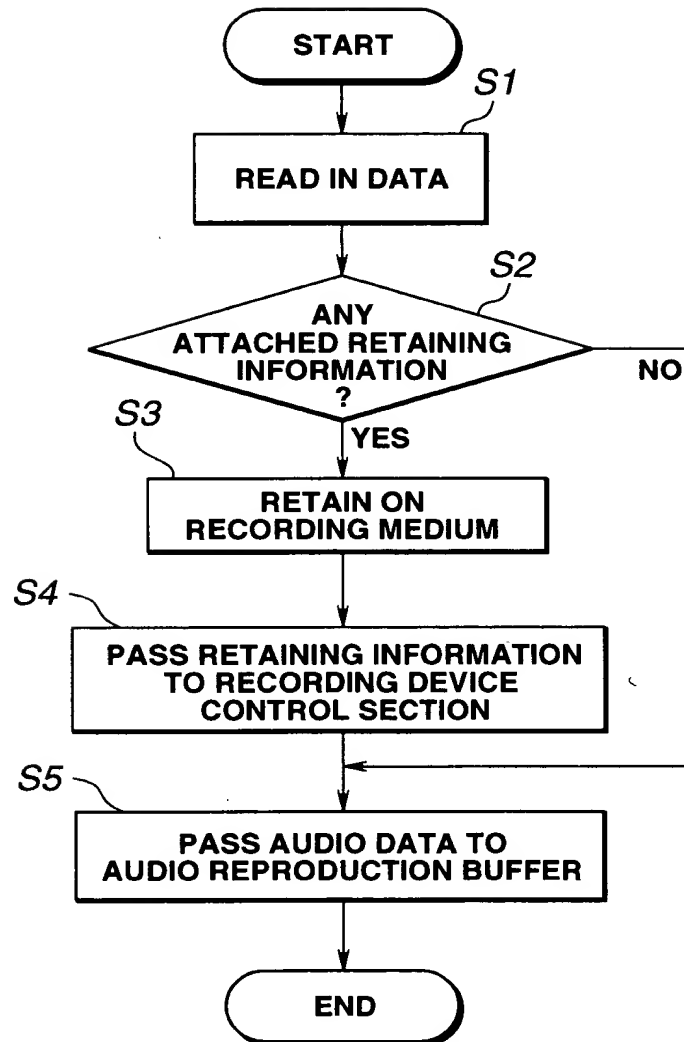 START
S1
READ IN DATA
S2
ANY
ATTACHED RETAINING
INFORMATION
?
NO
YES
S3
RETAIN ON
RECORDING MEDIUM
S4
PASS RETAINING INFORMATION
TO RECORDING DEVICE
CONTROL SECTION
S5
PASS AUDIO DATA TO
AUDIO REPRODUCTION BUFFER
END